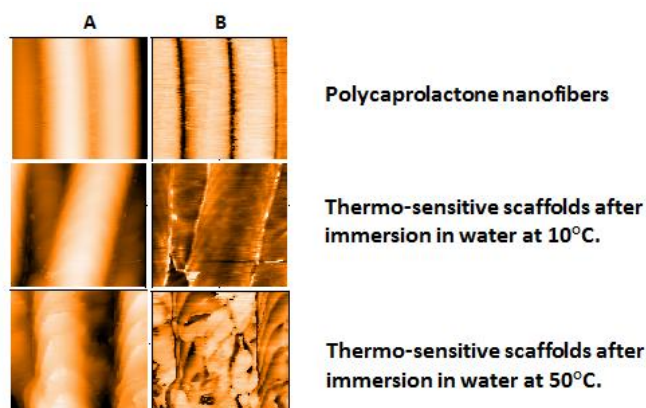 A B
Polycaprolactone nanofibers
Thermo-sensitive scaffolds after
immersion in water at 10°C.
Thermo-sensitive scaffolds after
immersion in water at 50°C.